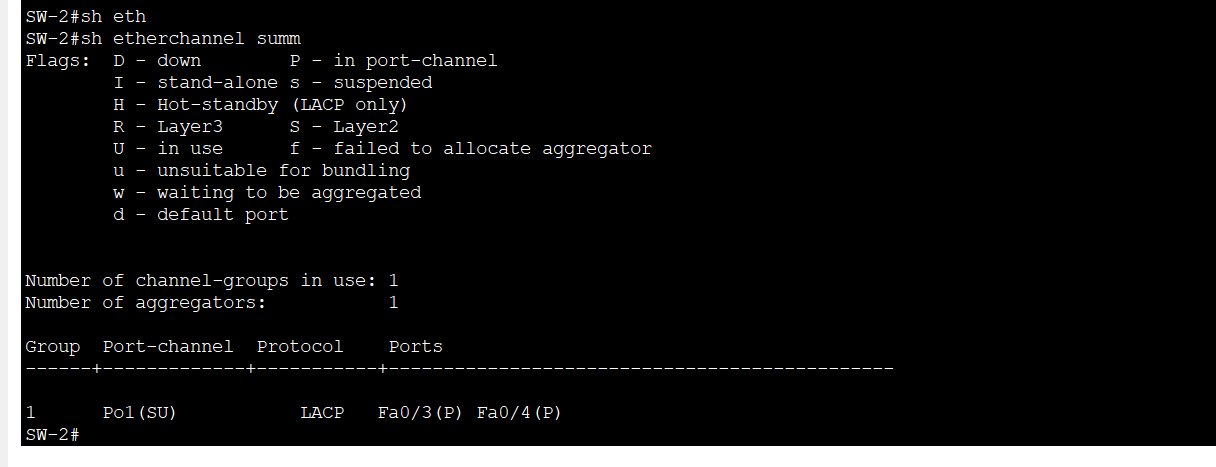 SW-2#sh eth
SW-2#sh etherchannel summ
Flags:  D - down        P - in port-channel
        I - stand-alone s - suspended
        H - Hot-standby (LACP only)
        R - Layer3      S - Layer2
        U - in use      f - failed to allocate aggregator
        u - unsuitable for bundling
        w - waiting to be aggregated
        d - default port
Number of channel-groups in use: 1
Number of aggregators:           1
Group  Port-channel  Protocol    Ports
------+-------------+-----------+----------------------------------------------
1      Po1(SU)           LACP   Fa0/3(P) Fa0/4(P)
SW-2#